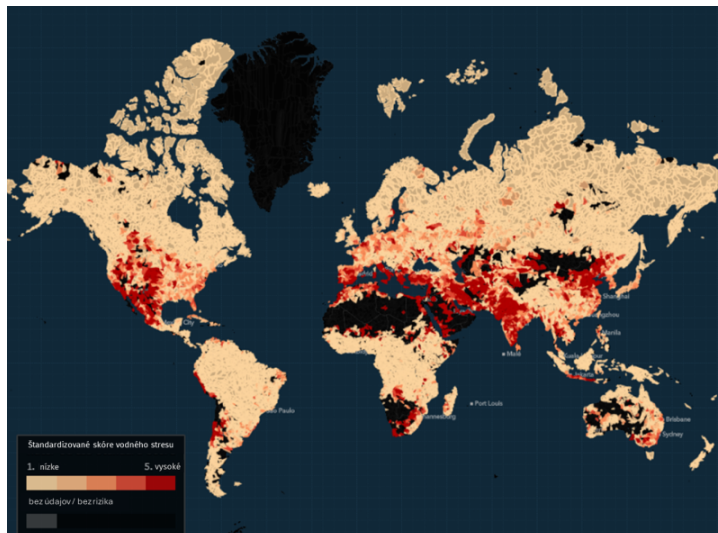 City
Shanghai
Manila
Malé
Jakarta
Port Louis
Paulo
Brisbane
Sydney
Štandardizované skóre vodného stresu
1. nízke 5. vysoké
bez údajov / bez rizika